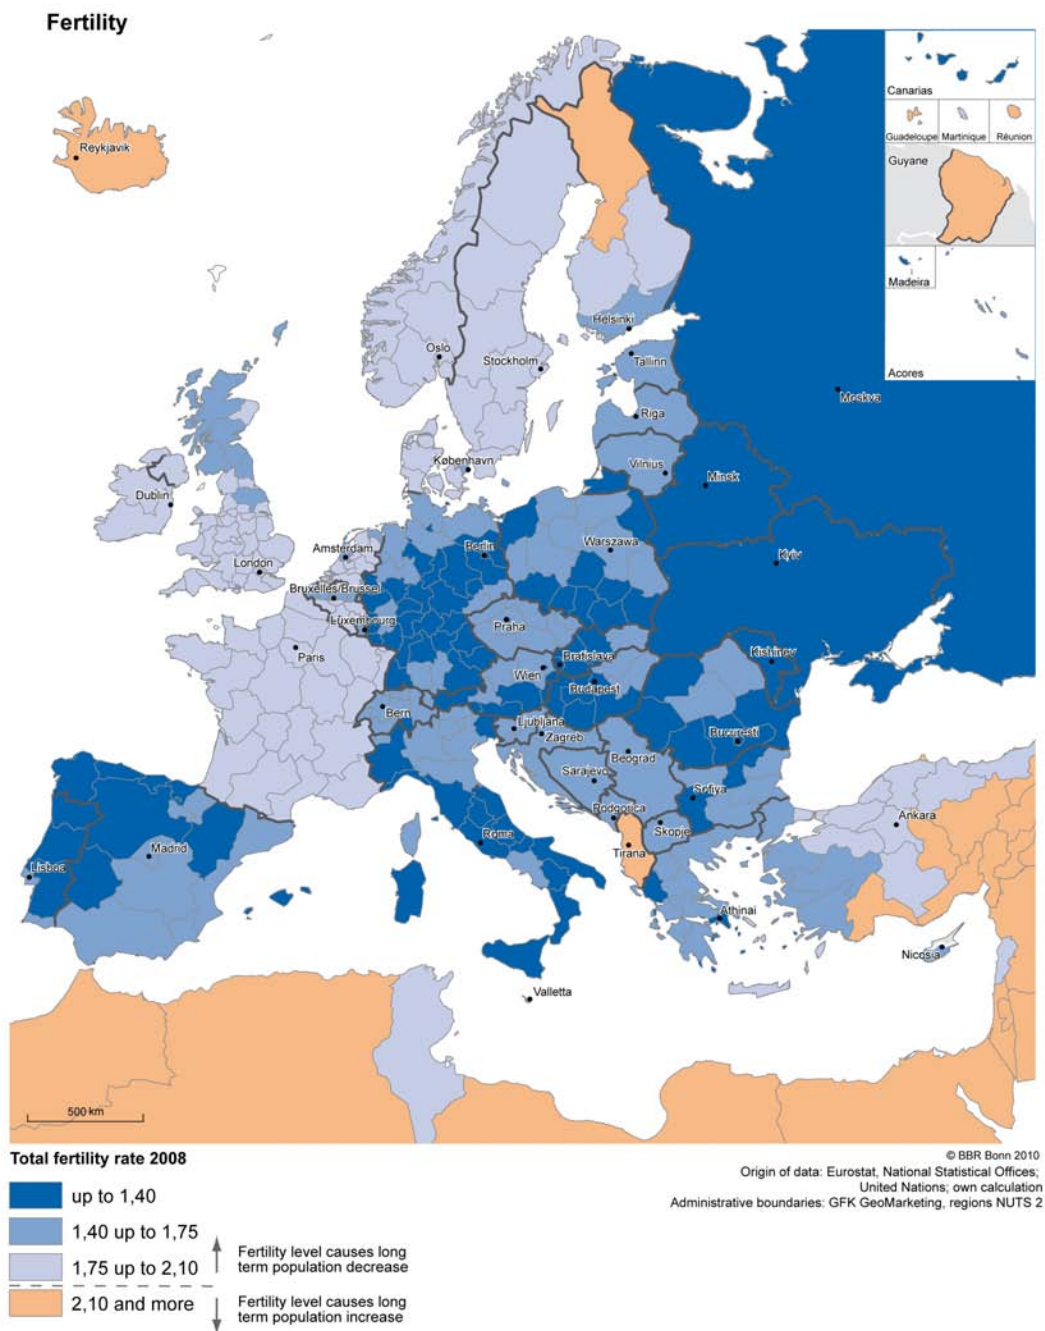 Fertility
Canarias
Guadeloupe
Martinique
Réunion
Reykjavik
Guyane
Madeira
Acores
Helsinki
Oslo
Stockholm
Tallinn
Moskva
Riga
København
Vilnius
Minsk
Dublin
Amsterdam
Berlin
Warszawa
Kyiv
London
Bruxelles/Brussel
Luxembourg
Praha
Paris
Bratislava
Kishinev
Wien
Budapest
Bern
Ljubljana
Zagreb
Bucuresti
Beograd
Sarajevo
Sofiya
Podgorica
Ankara
Skopje
Roma
Madrid
Tirana
Lisboa
Athinai
Nicosia
Valletta
500 km
Total fertility rate 2008
© BBR Bonn 2010
Origin of data: Eurostat, National Statistical Offices;
United Nations; own calculation
Administrative boundaries: GFK GeoMarketing, regions NUTS 2
up to 1,40
1,40 up to 1,75
1,75 up to 2,10
2,10 and more
Fertility level causes long
term population decrease
Fertility level causes long
term population increase